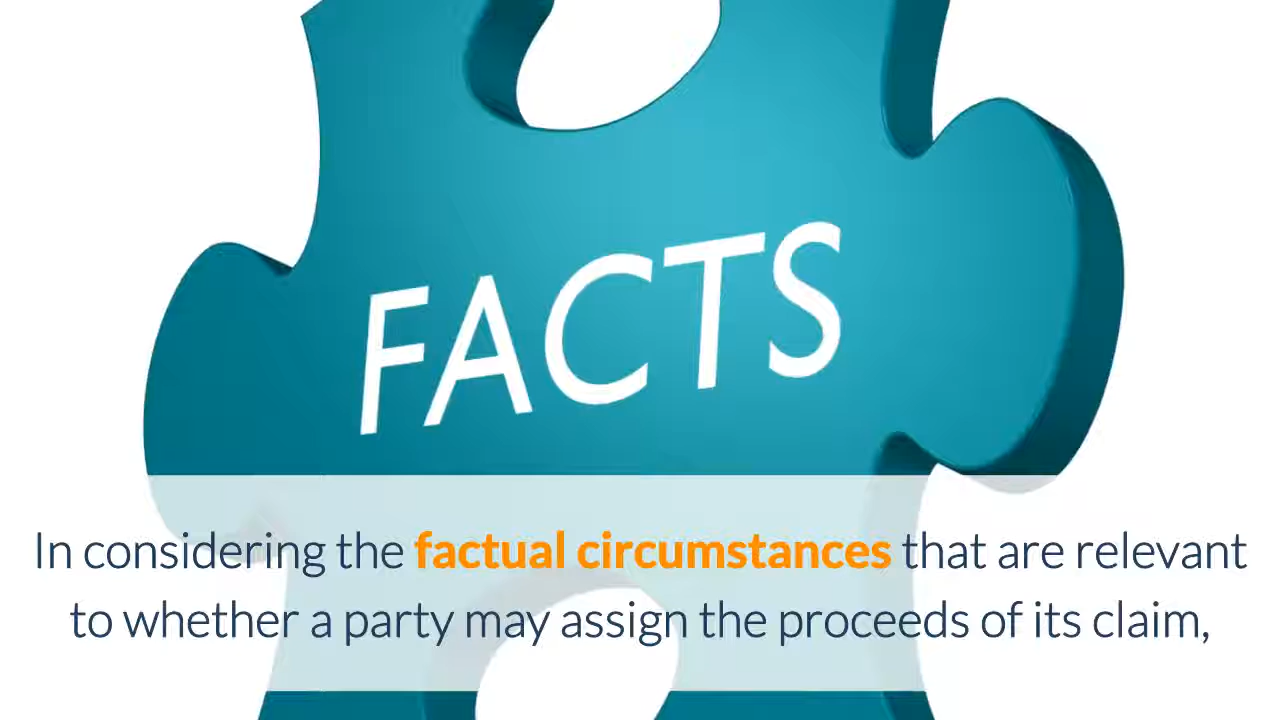 FACTS
In considering the factual circumstances that are relevant
to whether a party may assign the proceeds of its claim,